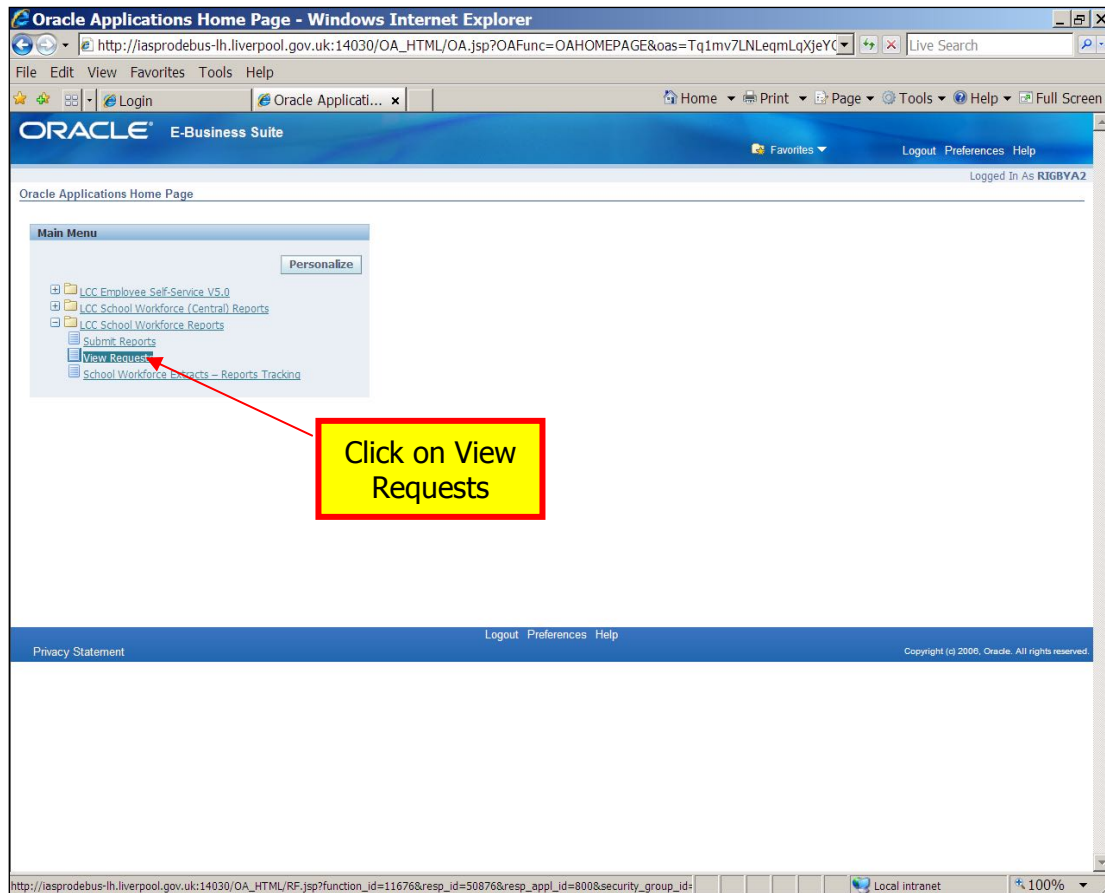 Oracle Applications Home Page - Windows Internet Explorer
http://iasprodebus-lh.liverpool.gov.uk:14030/OA_HTML/OA.jsp?OAFunc=OAHOMEPAGE&oas=Tq1mv7LNLeqmLqXjeY Live Search
File Edit View Favorites Tools Help
Login Oracle Applicati... Home Print Page Tools Help Full Screen
ORACLE E-Business Suite
Favorites Logout Preferences Help
Logged In As RIGBYA2
Oracle Applications Home Page
Main Menu
Personalize
LCC Employee Self-Service V5.0
LCC School Workforce (Central) Reports
LCC School Workforce Reports
Submit Reports
View Requests
School Workforce Extracts – Reports Tracking
Click on View
Requests
Logout Preferences Help
Privacy Statement Copyright (c) 2006, Oracle. All rights reserved.
http://iasprodebus-lh.liverpool.gov.uk:14030/OA_HTML/RF.jsp?function_id=11676&resp_id=50876&resp_appl_id=800&security_group_id= Local intranet 100%